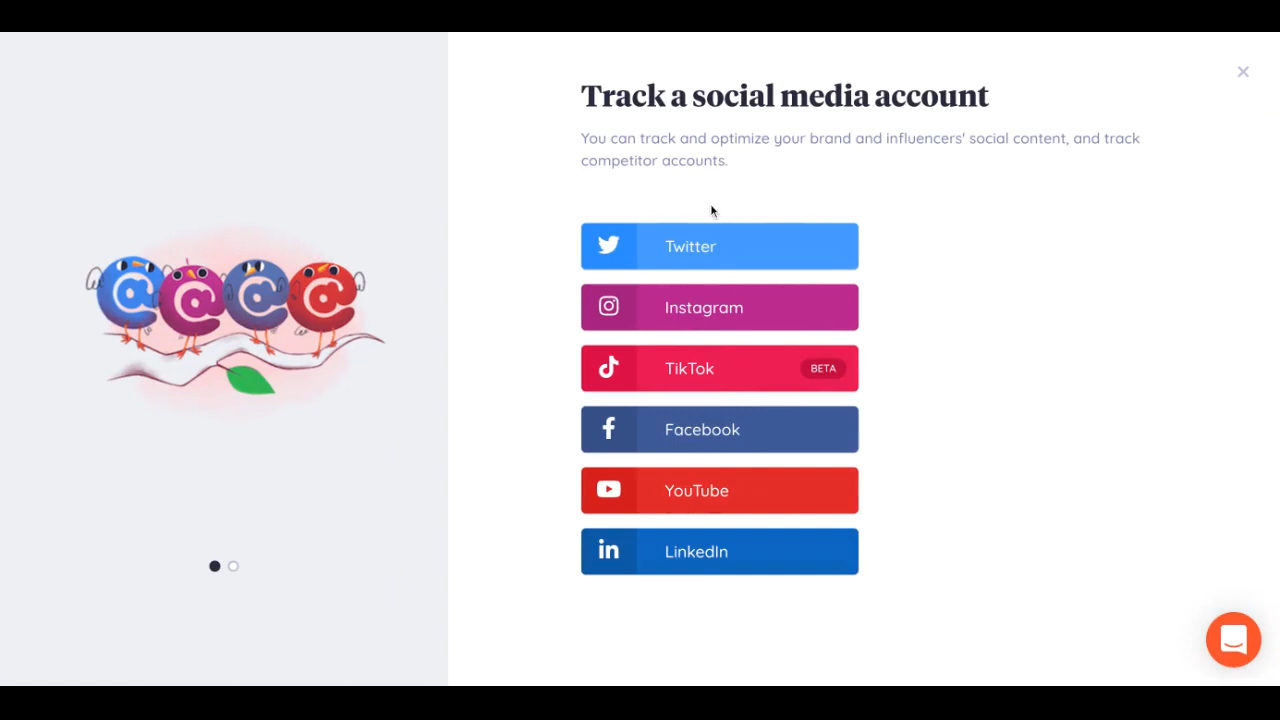 Track a social media account
You can track and optimize your brand and influencers' social content, and track
competitor accounts.
Twitter
Instagram
TikTok BETA
Facebook
YouTube
LinkedIn
@ @ @ @